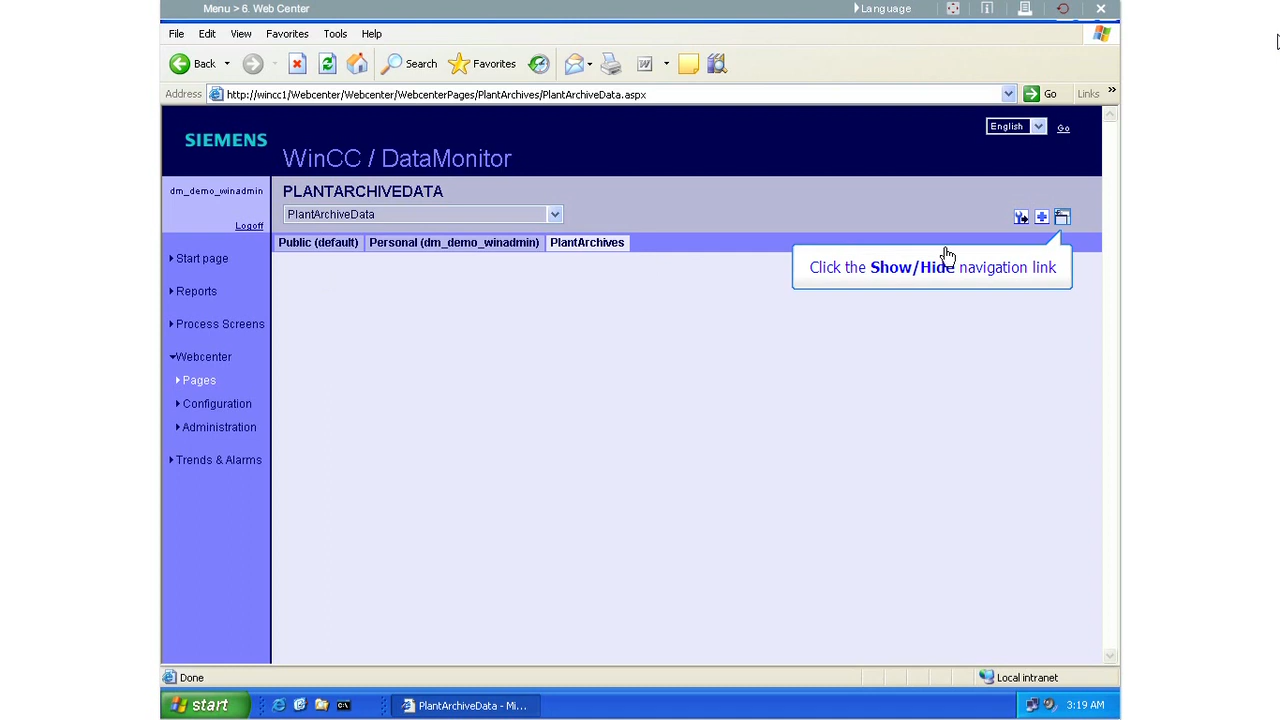 Menu > 6. Web Center
Language
File Edit View Favorites Tools Help
Back Search Favorites
Address http://wincc1/Webcenter/Webcenter/WebcenterPages/PlantArchives/PlantArchiveData.aspx Go Links »
SIEMENS
English Go
WinCC / DataMonitor
dm_demo_winadmin
PLANTARCHIVEDATA
PlantArchiveData
Logoff
Public (default) Personal (dm_demo_winadmin) PlantArchives
Click the Show/Hide navigation link
Start page
Reports
Process Screens
Webcenter
Pages
Configuration
Administration
Trends & Alarms
Done Local intranet
start PlantArchiveData - Mi... 3:19 AM